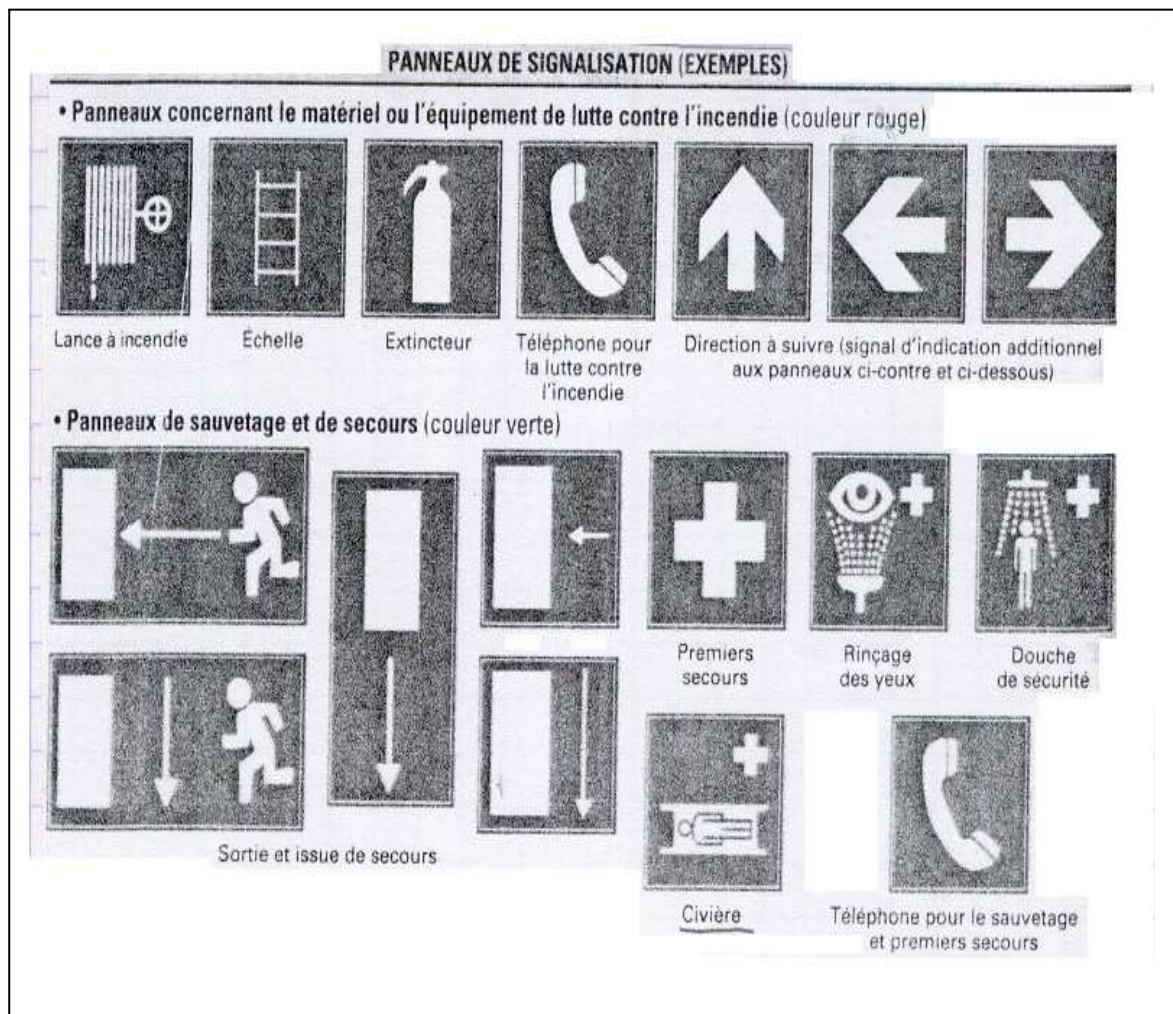 PANNEAUX DE SIGNALISATION (EXEMPLES)
• Panneaux concernant le matériel ou l'équipement de lutte contre l'incendie (couleur rouge)
Lance à incendie
Échelle
Extincteur
Téléphone pour
la lutte contre
l'incendie
Direction à suivre (signal d'indication additionnel
aux panneaux ci-contre et ci-dessous)
• Panneaux de sauvetage et de secours (couleur verte)
Premiers
secours
Rinçage
des yeux
Douche
de sécurité
Sortie et issue de secours
Civière
Téléphone pour le sauvetage
et premiers secours